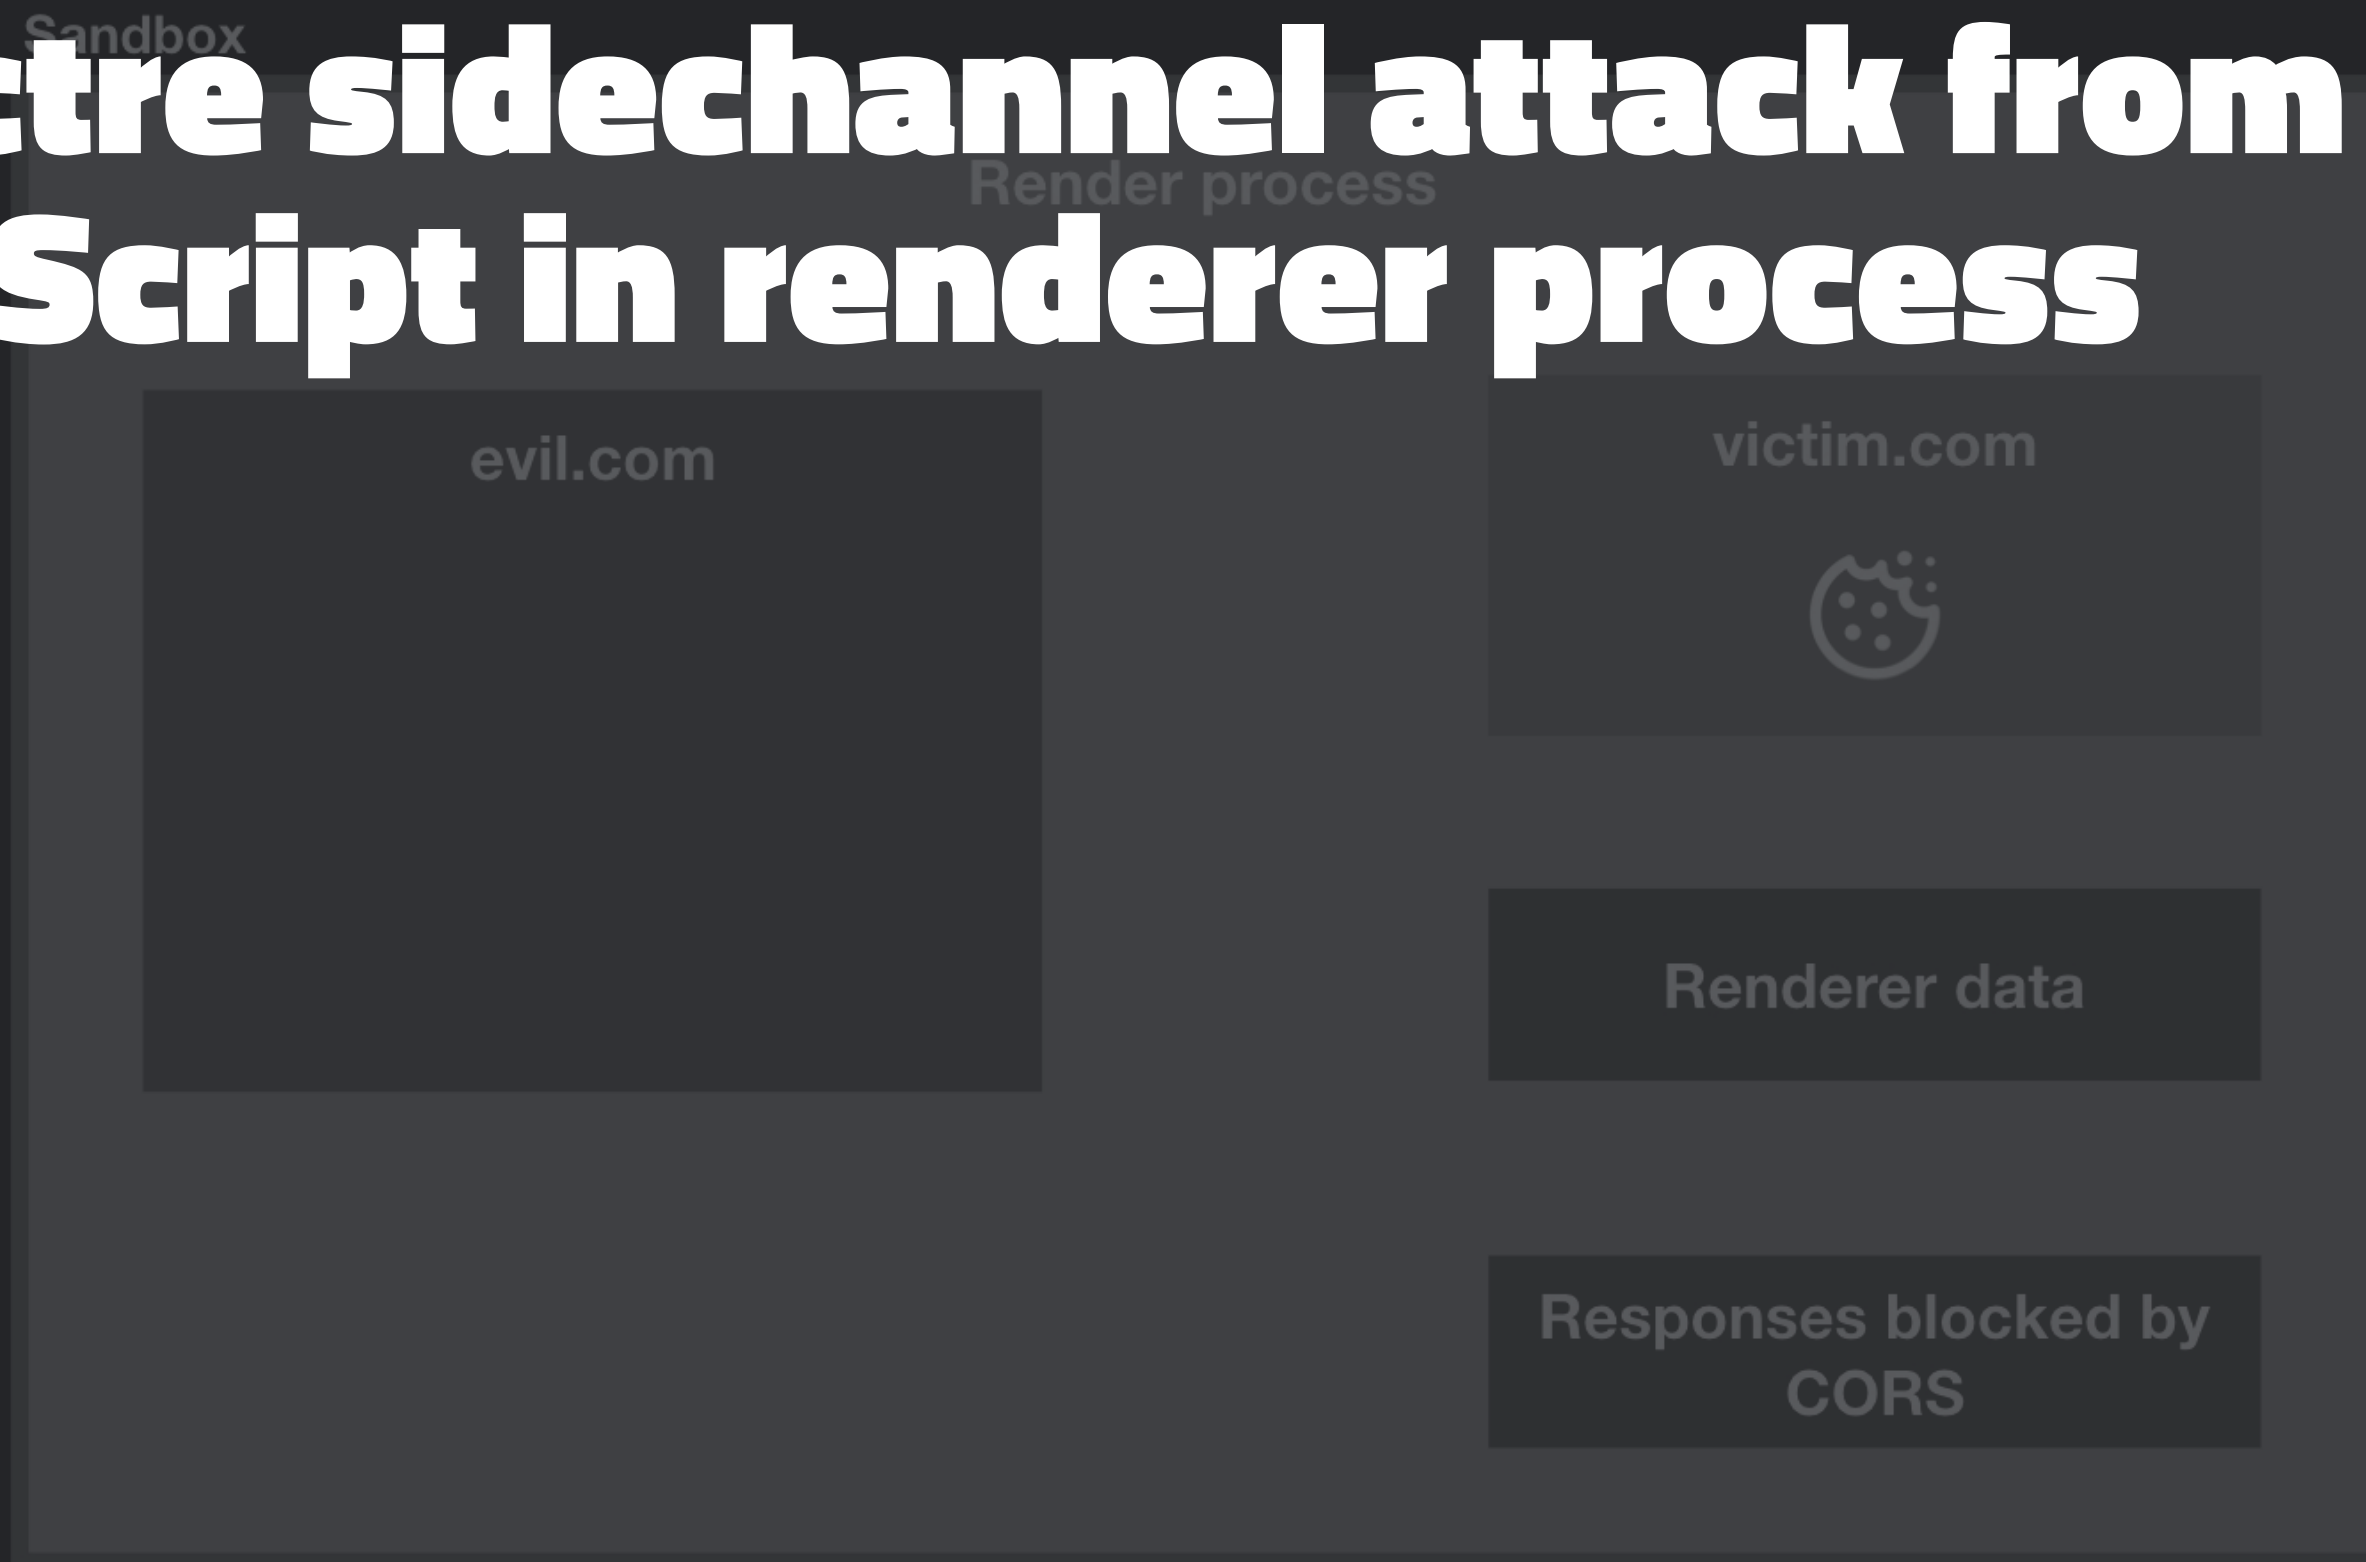 Sandbox
ctre sidechannel attack from
Render process
Script in renderer process
evil.com
victim.com
Renderer data
Responses blocked by
CORS